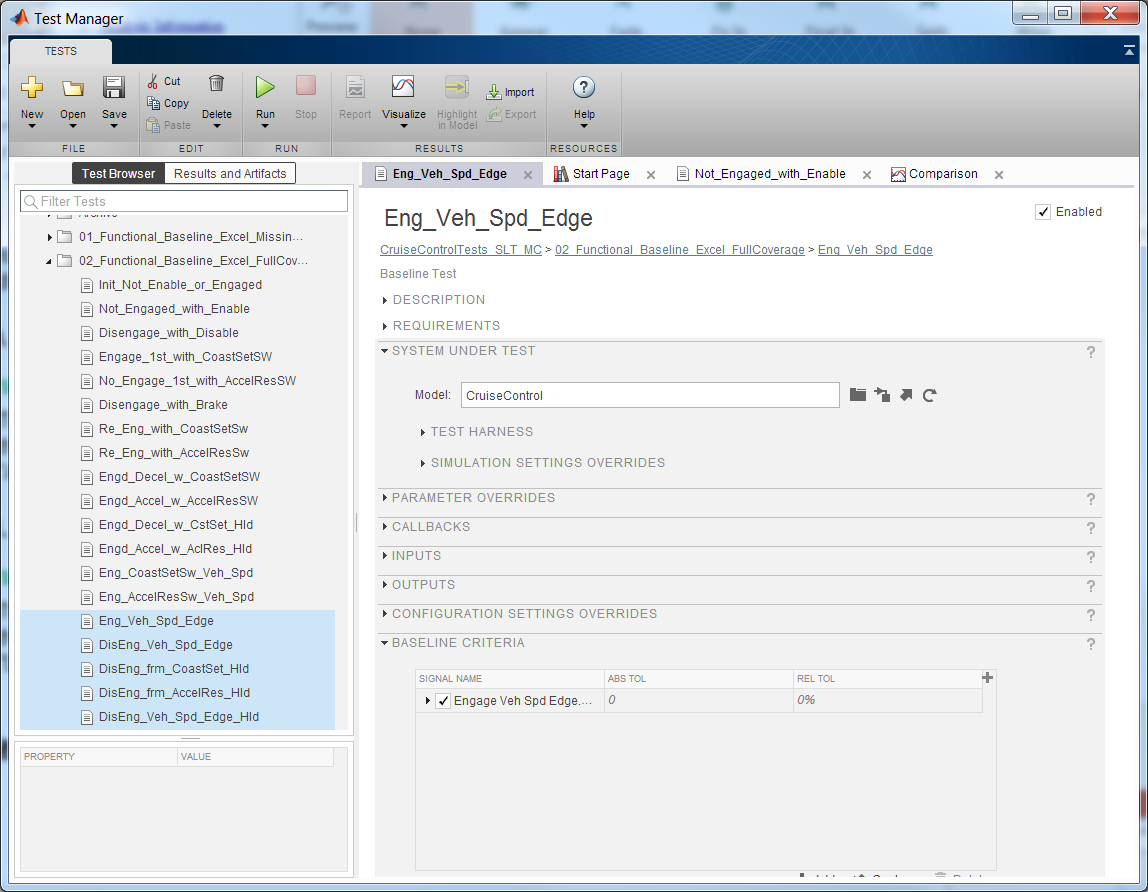 Test Manager
TESTS
New
Open
Save
Cut
Copy
Paste
Delete
Run
Stop
Report
Visualize
Highlight in Model
Import
Export
Help
FILE
EDIT
RUN
RESULTS
RESOURCES
Test Browser
Results and Artifacts
Filter Tests
Archive
01_Functional_Baseline_Excel_Missin...
02_Functional_Baseline_Excel_FullCov...
Init_Not_Enable_or_Engaged
Not_Engaged_with_Enable
Disengage_with_Disable
Engage_1st_with_CoastSetSW
No_Engage_1st_with_AccelResSW
Disengage_with_Brake
Re_Eng_with_CoastSetSw
Re_Eng_with_AccelResSw
Engd_Decel_w_CoastSetSW
Engd_Accel_w_AccelResSW
Engd_Decel_w_CstSet_Hld
Engd_Accel_w_AclRes_Hld
Eng_CoastSetSw_Veh_Spd
Eng_AccelResSw_Veh_Spd
Eng_Veh_Spd_Edge
DisEng_Veh_Spd_Edge
DisEng_frm_CoastSet_Hld
DisEng_frm_AccelRes_Hld
DisEng_Veh_Spd_Edge_Hld
PROPERTY VALUE
Eng_Veh_Spd_Edge
Start Page
Not_Engaged_with_Enable
Comparison
Eng_Veh_Spd_Edge
Enabled
CruiseControlTests_SLT_MC > 02_Functional_Baseline_Excel_FullCoverage > Eng_Veh_Spd_Edge
Baseline Test
DESCRIPTION
REQUIREMENTS
SYSTEM UNDER TEST ?
Model: CruiseControl
TEST HARNESS
SIMULATION SETTINGS OVERRIDES
PARAMETER OVERRIDES ?
CALLBACKS ?
INPUTS ?
OUTPUTS ?
CONFIGURATION SETTINGS OVERRIDES ?
BASELINE CRITERIA ?
SIGNAL NAME ABS TOL REL TOL
Engage Veh Spd Edge.... 0 0%